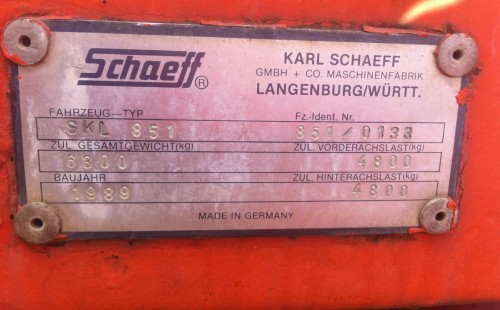 Schaeff®
KARL SCHAEFF
GMBH + CO. MASCHINENFABRIK
LANGENBURG/WÜRTT.
FAHRZEUG—TYP Fz.-Ident. Nr.
SKL 851 851/0133
ZUL. GESAMTGEWICHT(kg) ZUL. VORDERACHSLAST(kg)
6300 4800
BAUJAHR ZUL. HINTERACHSLAST(kg)
1989 4800
MADE IN GERMANY